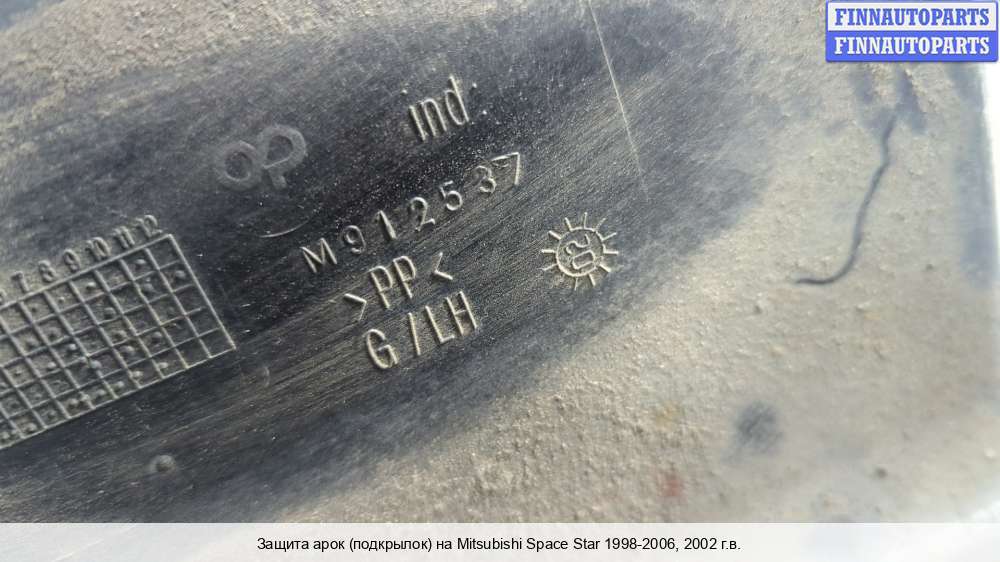 FINNAUTOPARTS
FINNAUTOPARTS
ind
M912537
>PP<
G/LH
7 8 9 10 11 12
02
Защита арок (подкрылок) на Mitsubishi Space Star 1998-2006, 2002 г.в.